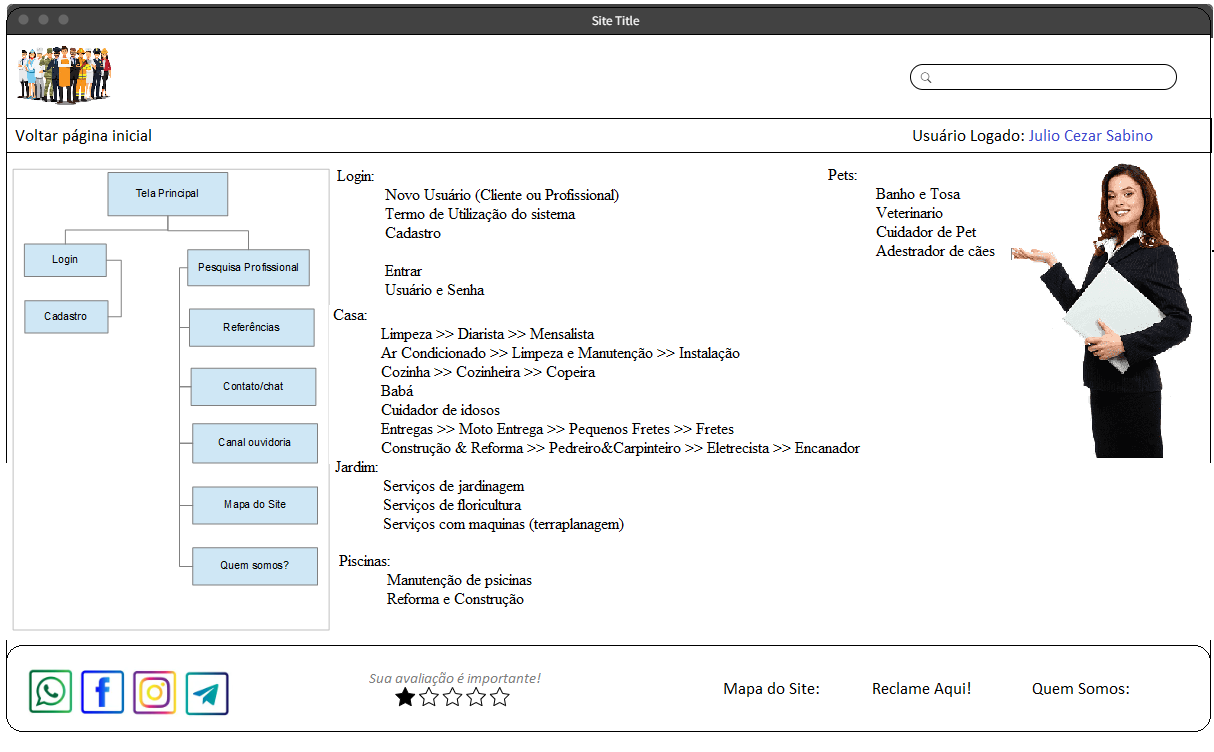 Site Title
Voltar página inicial
Usuário Logado: Julio Cezar Sabino
Tela Principal
Login
Cadastro
Pesquisa Profissional
Referências
Contato/chat
Canal ouvidoria
Mapa do Site
Quem somos?
Login:
Novo Usuário (Cliente ou Profissional)
Termo de Utilização do sistema
Cadastro
Entrar
Usuário e Senha
Casa:
Limpeza >> Diarista >> Mensalista
Ar Condicionado >> Limpeza e Manutenção >> Instalação
Cozinha >> Cozinheira >> Copeira
Babá
Cuidador de idosos
Entregas >> Moto Entrega >> Pequenos Fretes >> Fretes
Construção & Reforma >> Pedreiro&Carpinteiro >> Eletrecista >> Encanador
Jardim:
Serviços de jardinagem
Serviços de floricultura
Serviços com maquinas (terraplanagem)
Piscinas:
Manutenção de psicinas
Reforma e Construção
Pets:
Banho e Tosa
Veterinario
Cuidador de Pet
Adestrador de cães
Sua avaliação é importante!
Mapa do Site:
Reclame Aqui!
Quem Somos: